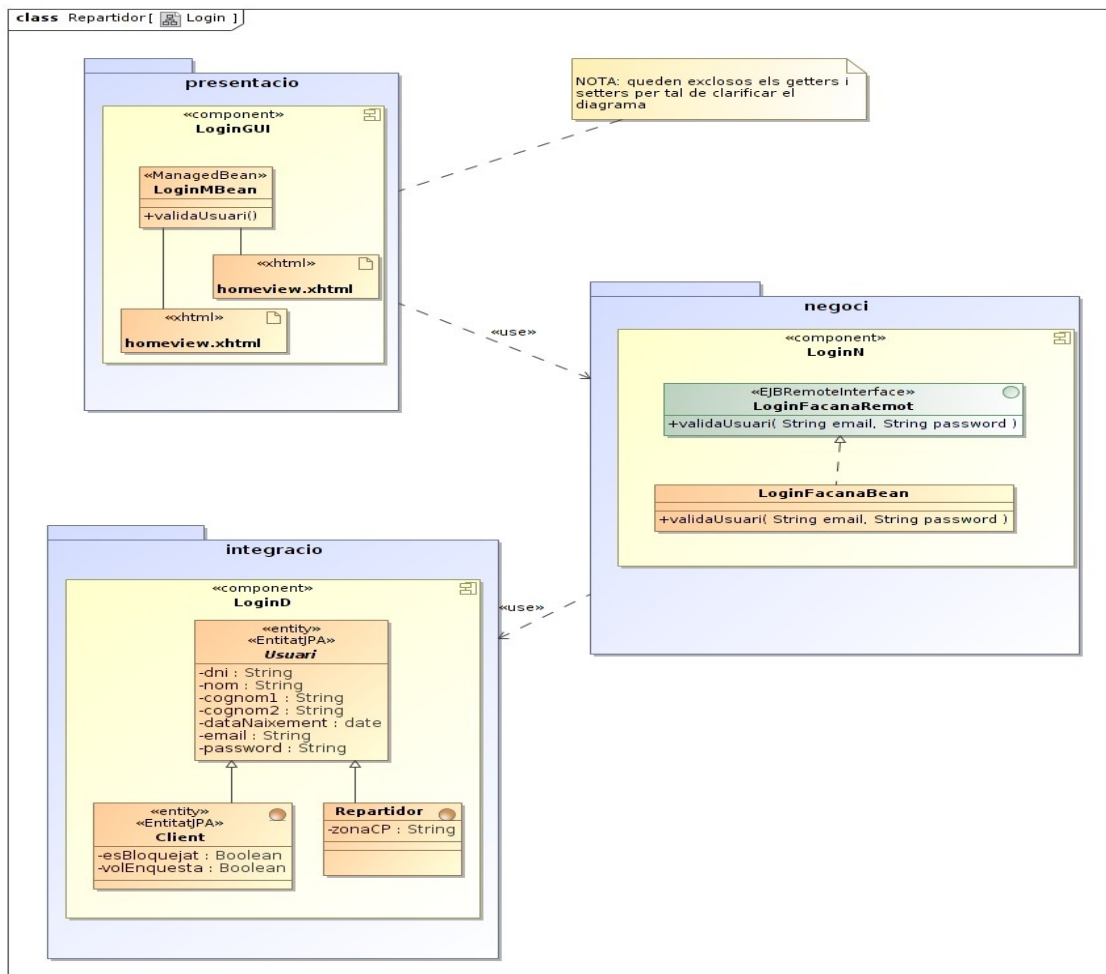 class Repartidor[ Login ]
presentacio
«component»
LoginGUI
«ManagedBean»
LoginMBean
+validaUsuari()
«xhtml»
homeview.xhtml
«xhtml»
homeview.xhtml
NOTA: queden exclosos els getters i
setters per tal de clarificar el
diagrama
«use»
negoci
«component»
LoginN
«EJBRemoteInterface»
LoginFacanaRemot
+validaUsuari( String email, String password )
LoginFacanaBean
+validaUsuari( String email, String password )
«use»
integracio
«component»
LoginD
«entity»
«EntitatJPA»
Usuari
-dni : String
-nom : String
-cognom1 : String
-cognom2 : String
-dataNaixement : date
-email : String
-password : String
«entity»
«EntitatJPA»
Client
-esBloquejat : Boolean
-volEnquesta : Boolean
Repartidor
-zonaCP : String